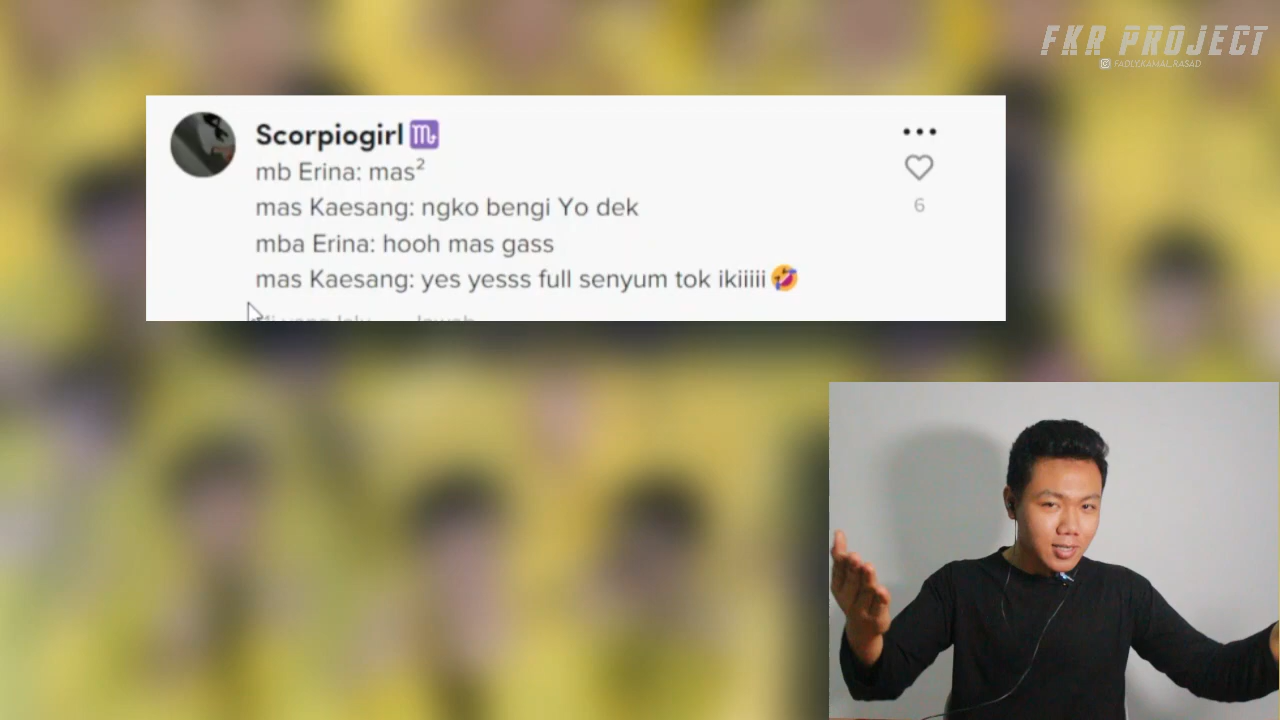 FKR PROJECT
FADLY.KAMAL.RASAD
Scorpiogirl ♏
mb Erina: mas²
mas Kaesang: ngko bengi Yo dek
mba Erina: hooh mas gass
mas Kaesang: yes yesss full senyum tok ikiiiii 🤣